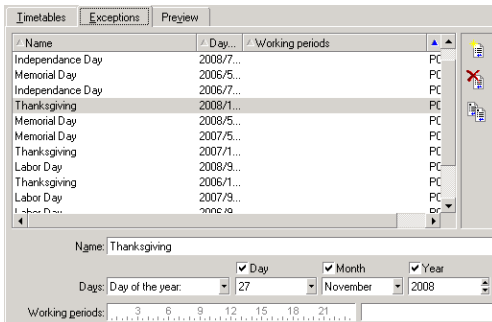 Timetables Exceptions Preview
Name Day... Working periods
Independance Day 2008/7... PC
Memorial Day 2006/5... PC
Independance Day 2006/7... PC
Thanksgiving 2008/1... PC
Memorial Day 2008/5... PC
Memorial Day 2007/5... PC
Thanksgiving 2007/1... PC
Labor Day 2008/9... PC
Thanksgiving 2006/1... PC
Labor Day 2007/9... PC
Labor Day 2006/9...
Name: Thanksgiving
Day Month Year
Days: Day of the year: 27 November 2008
Working periods: 3 6 9 12 15 18 21